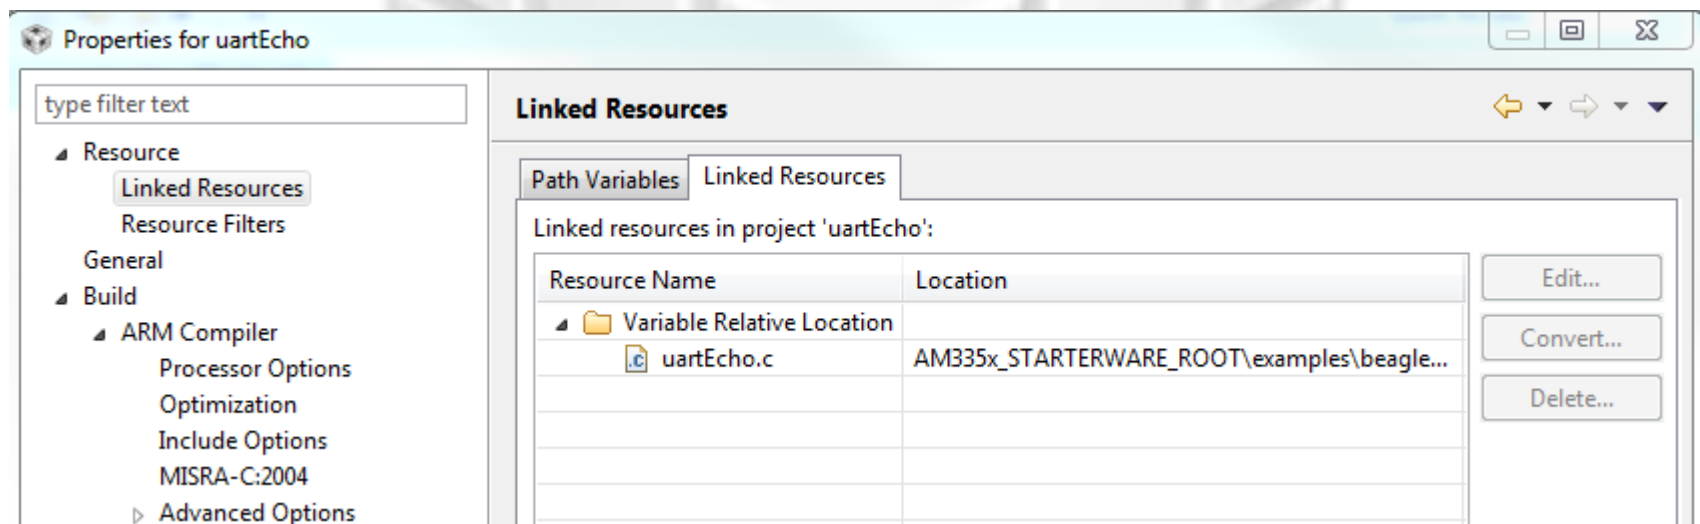 Properties for uartEcho
type filter text
Resource
Linked Resources
Resource Filters
General
Build
ARM Compiler
Processor Options
Optimization
Include Options
MISRA-C:2004
Advanced Options
Linked Resources
Path Variables
Linked Resources
Linked resources in project 'uartEcho':
Resource Name Location
Variable Relative Location
uartEcho.c AM335x_STARTERWARE_ROOT\examples\beagle...
Edit...
Convert...
Delete...